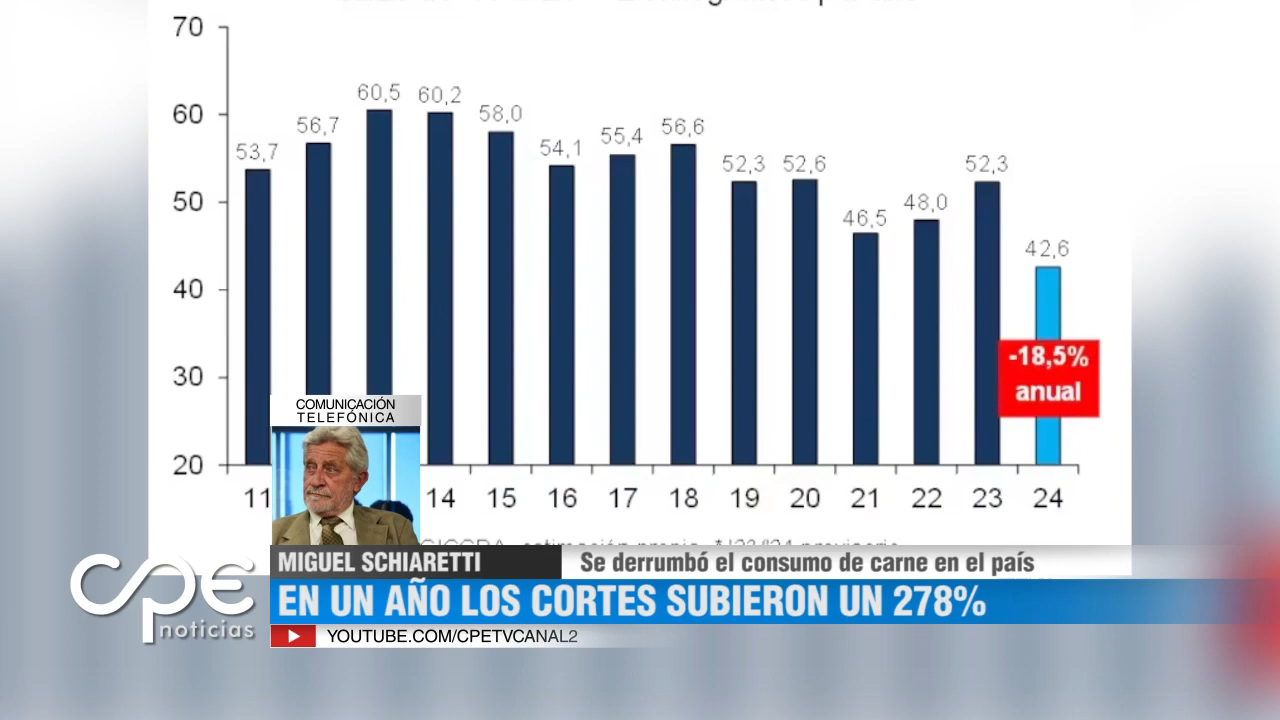 70
60
50
40
30
20
53,7
56,7
60,5
60,2
58,0
54,1
55,4
56,6
52,3
52,6
46,5
48,0
52,3
42,6
-18,5%
anual
11 14 15 16 17 18 19 20 21 22 23 24
COMUNICACIÓN
TELEFÓNICA
MIGUEL SCHIARETTI
Se derrumbó el consumo de carne en el país
EN UN AÑO LOS CORTES SUBIERON UN 278%
cpe
noticias
YOUTUBE.COM/CPETVCANAL2